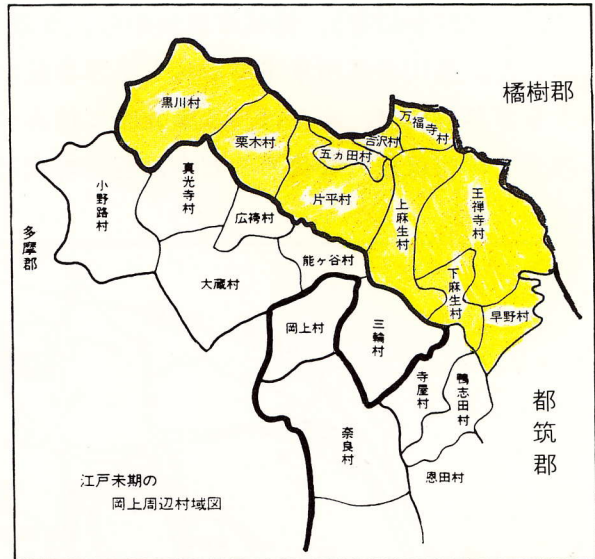 橘樹郡
黒川村
万福寺村
栗木村
古沢村
五ヵ田村
片平村
王禅寺村
上麻生村
真光寺村
小野路村
広袴村
多摩郡
能ヶ谷村
大蔵村
下麻生村
早野村
岡上村
三輪村
寺屋村
鴨志田村
都筑郡
奈良村
恩田村
江戸末期の
岡上周辺村域図